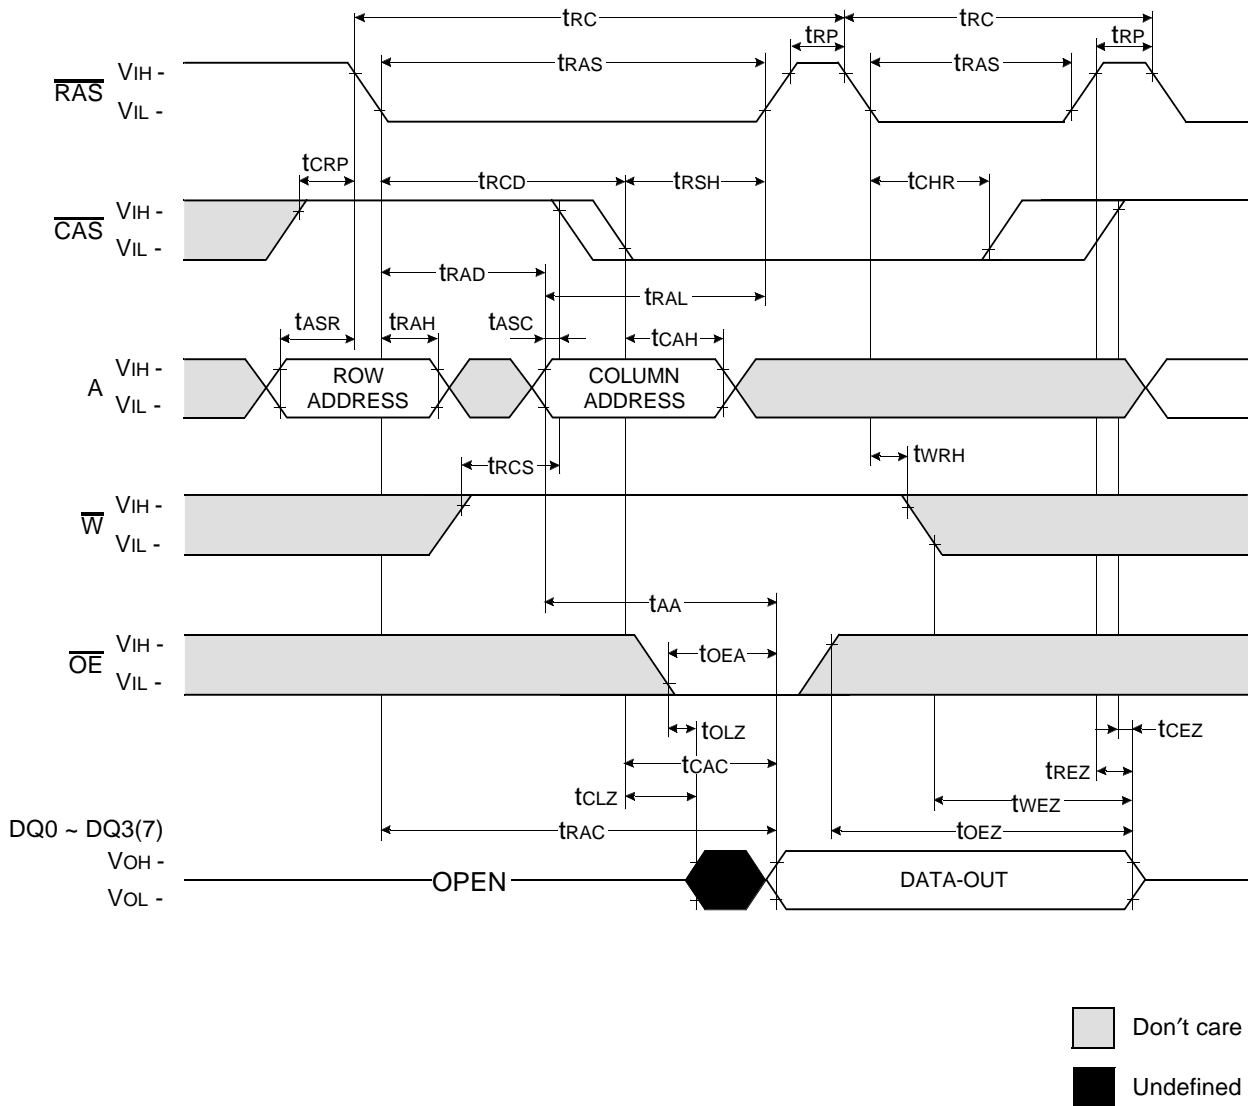 tRC tRC
tRP tRP
tRAS tRAS
RAS VIH -
VIL -
tCRP tRCD tRSH tCHR
CAS VIH -
VIL -
tRAD
tRAL
tASR tRAH tASC tCAH
A VIH -
VIL -
ROW
ADDRESS
COLUMN
ADDRESS
tRCS tWRH
W VIH -
VIL -
tAA
OE VIH -
VIL -
tOEA
tOLZ tCEZ
tCAC tREZ
tCLZ tWEZ
DQ0 ~ DQ3(7) tRAC tOEZ
VOH -
VOL -
OPEN DATA-OUT
Don′t care
Undefined